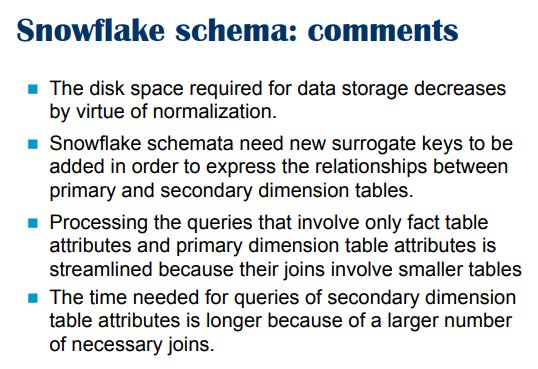 Snowflake schema: comments
The disk space required for data storage decreases
by virtue of normalization.
Snowflake schemata need new surrogate keys to be
added in order to express the relationships between
primary and secondary dimension tables.
Processing the queries that involve only fact table
attributes and primary dimension table attributes is
streamlined because their joins involve smaller tables
The time needed for queries of secondary dimension
table attributes is longer because of a larger number
of necessary joins.